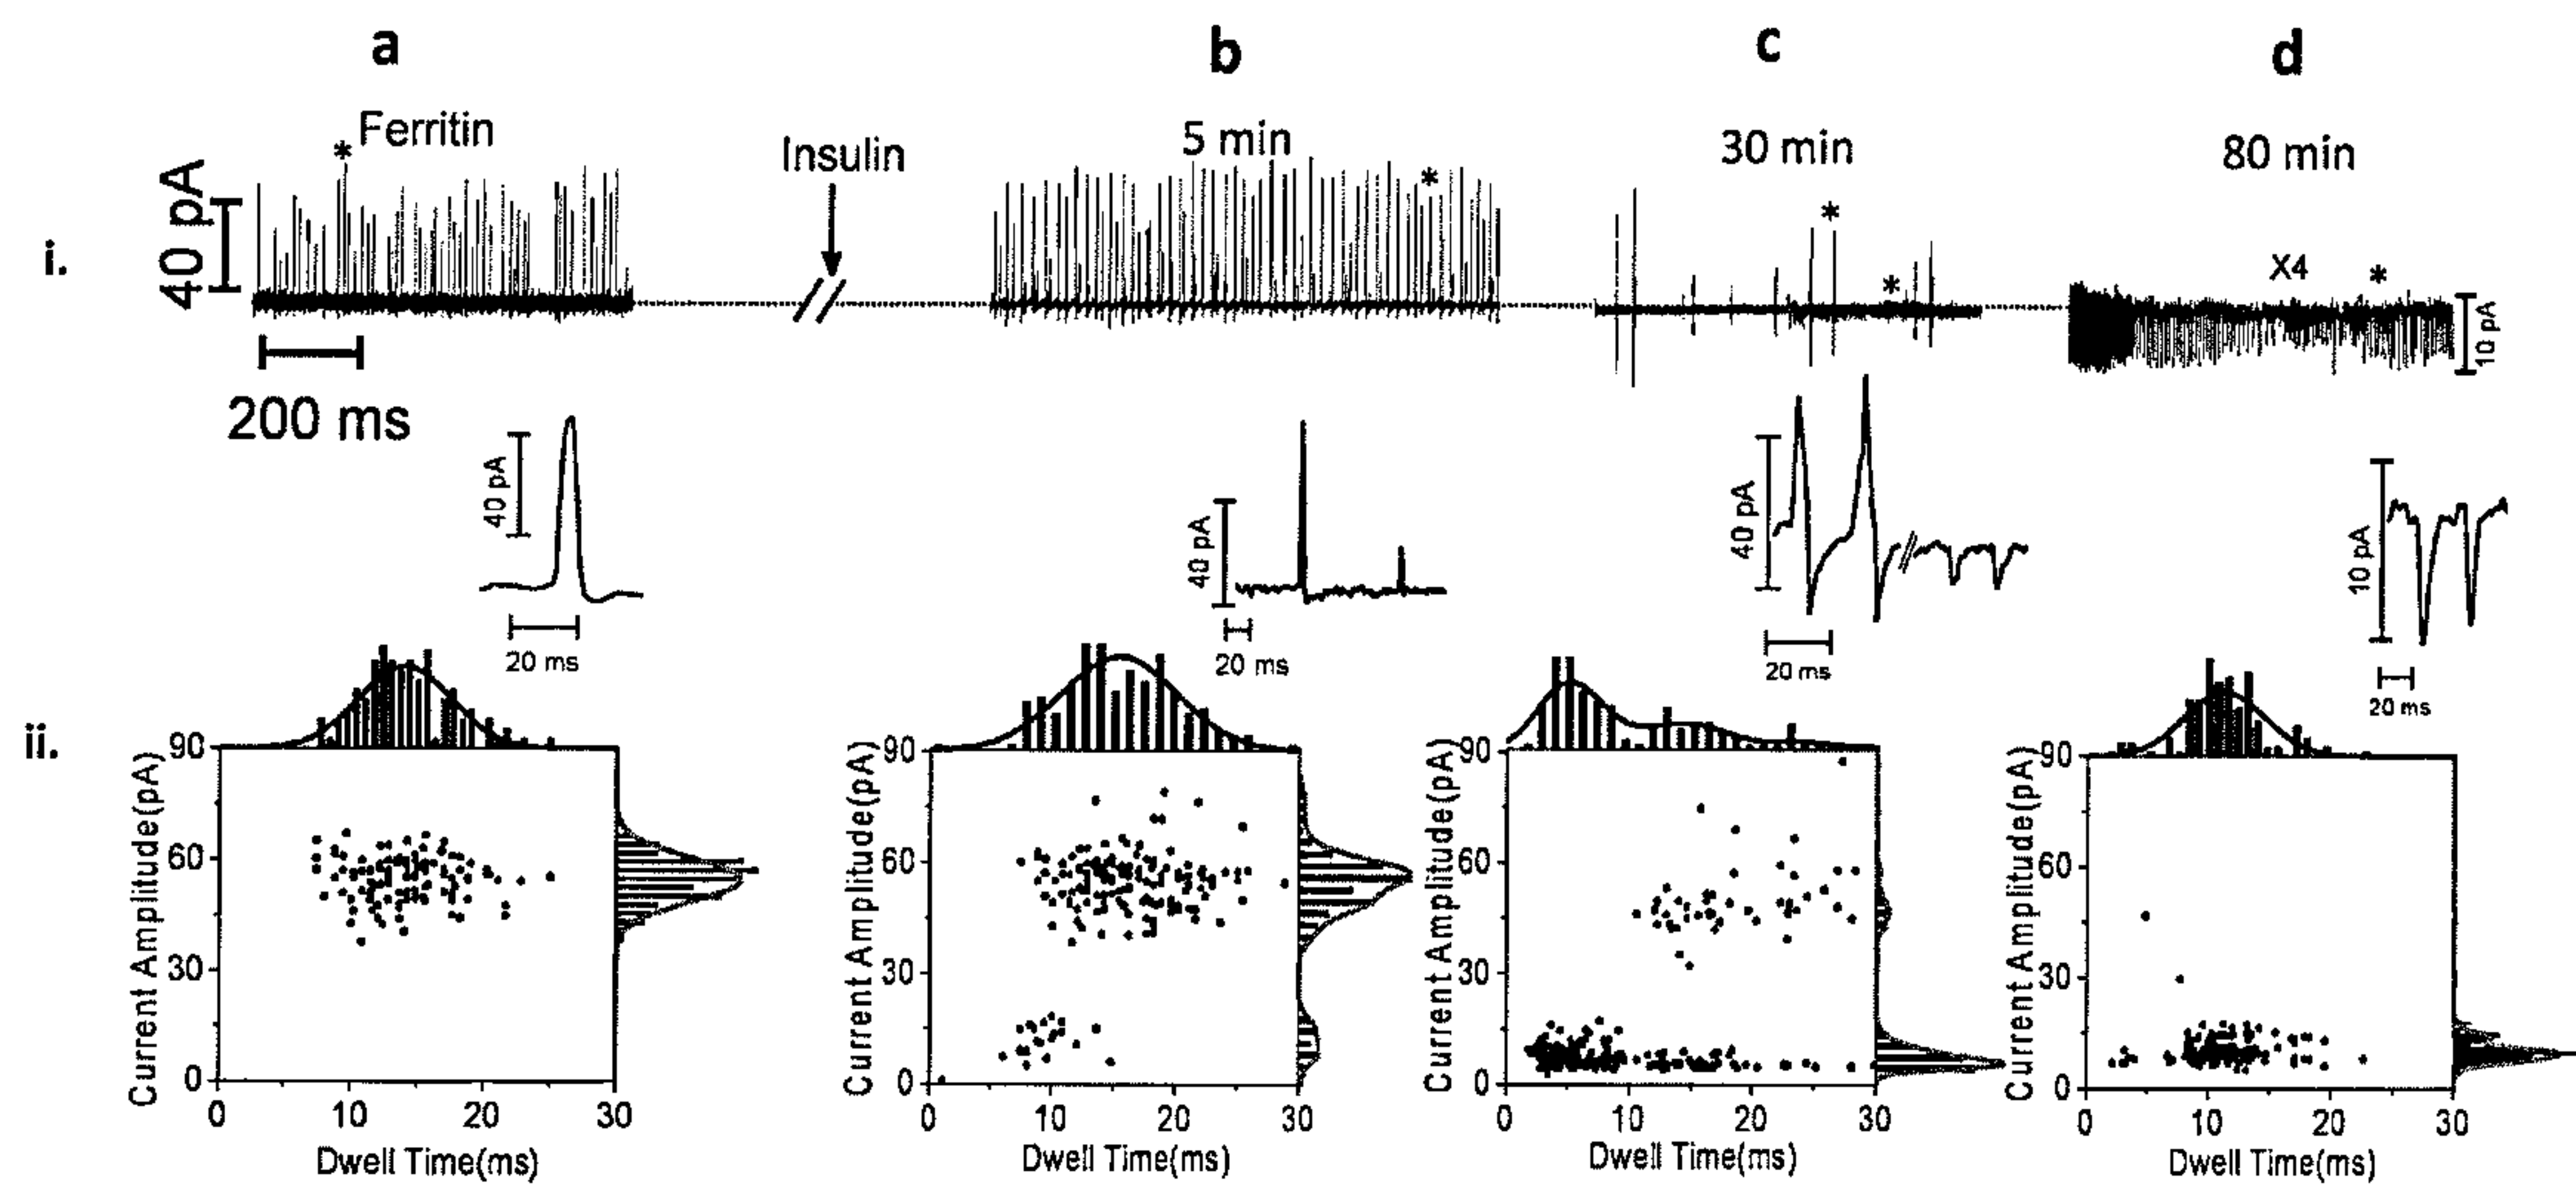 a
b
c
d
Ferritin
*
Insulin
5 min
*
30 min
*
*
80 min
X4
*
i.
40 pA
10 pA
200 ms
40 pA
20 ms
40 pA
20 ms
40 pA
20 ms
10 pA
20 ms
ii.
Current Amplitude(pA)
90
60
30
0
0 10 20 30
Dwell Time(ms)
Current Amplitude(pA)
90
60
30
0
0 10 20 30
Dwell Time(ms)
Current Amplitude(pA)
90
60
30
0
0 10 20 30
Dwell Time(ms)
Current Amplitude(pA)
90
60
30
0
0 10 20 30
Dwell Time(ms)